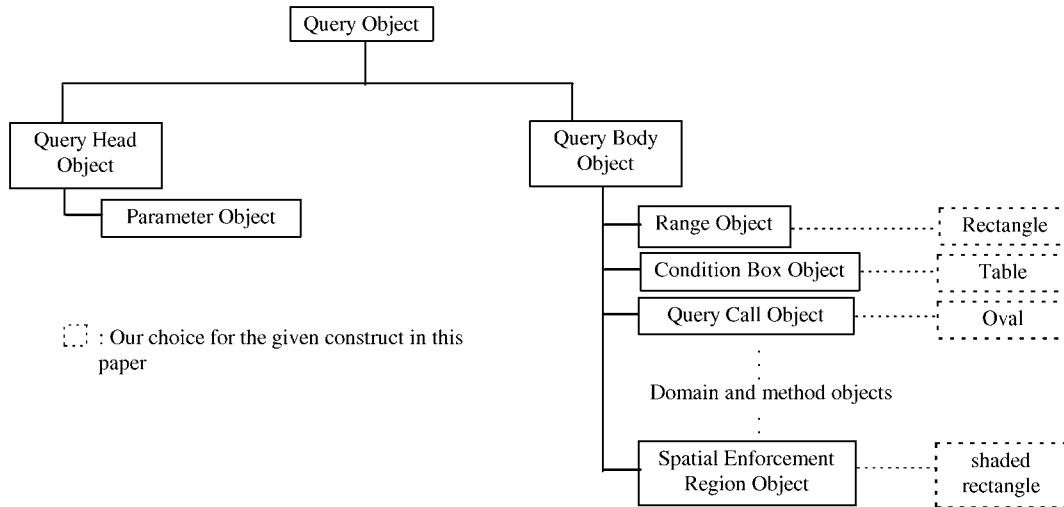 Query Object
Query Head
Object
Query Body
Object
Parameter Object
Range Object
Rectangle
Condition Box Object
Table
Query Call Object
Oval
: Our choice for the given construct in this
paper
Domain and method objects
Spatial Enforcement
Region Object
shaded
rectangle